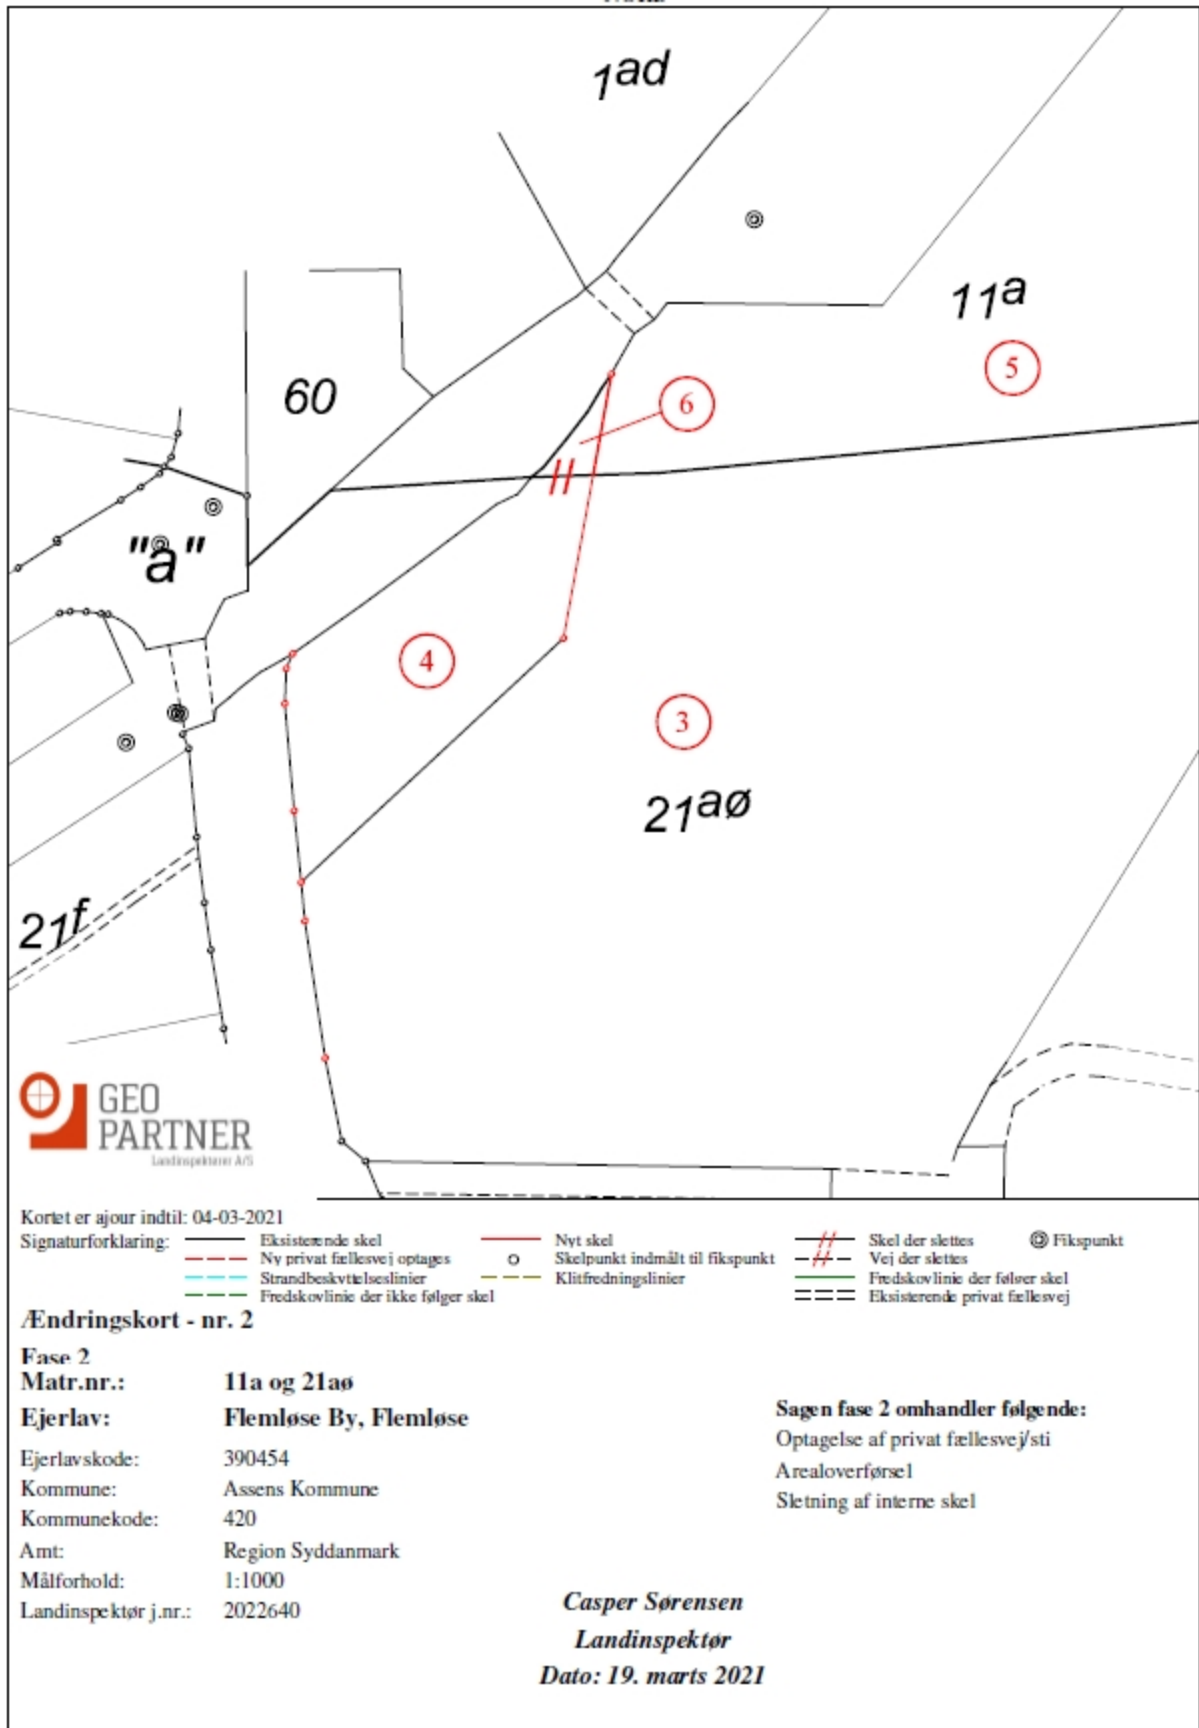 1ad
11a
5
60
6
"a"
4
3
21aø
21f
GEO
PARTNER
Landinspektører A/S
Kortet er ajour indtil: 04-03-2021
Signaturforklaring:
Eksisterende skel
Nyt skel
Skel der slettes
Fikspunkt
Ny privat fællesvej optages
Skelpunkt indmålt til fikspunkt
Vej der slettes
Strandbeskyttelseslinier
Klitfredningslinier
Fredskovlinie der følger skel
Fredskovlinie der ikke følger skel
Eksisterende privat fællesvej
Ændringskort - nr. 2
Fase 2
Matr.nr.: 11a og 21aø
Ejerlav: Flemløse By, Flemløse
Ejerlavskode: 390454
Kommune: Assens Kommune
Kommunekode: 420
Amt: Region Syddanmark
Målforhold: 1:1000
Landinspektør j.nr.: 2022640
Sagen fase 2 omhandler følgende:
Optagelse af privat fællesvej/sti
Arealoverførsel
Sletning af interne skel
Casper Sørensen
Landinspektør
Dato: 19. marts 2021